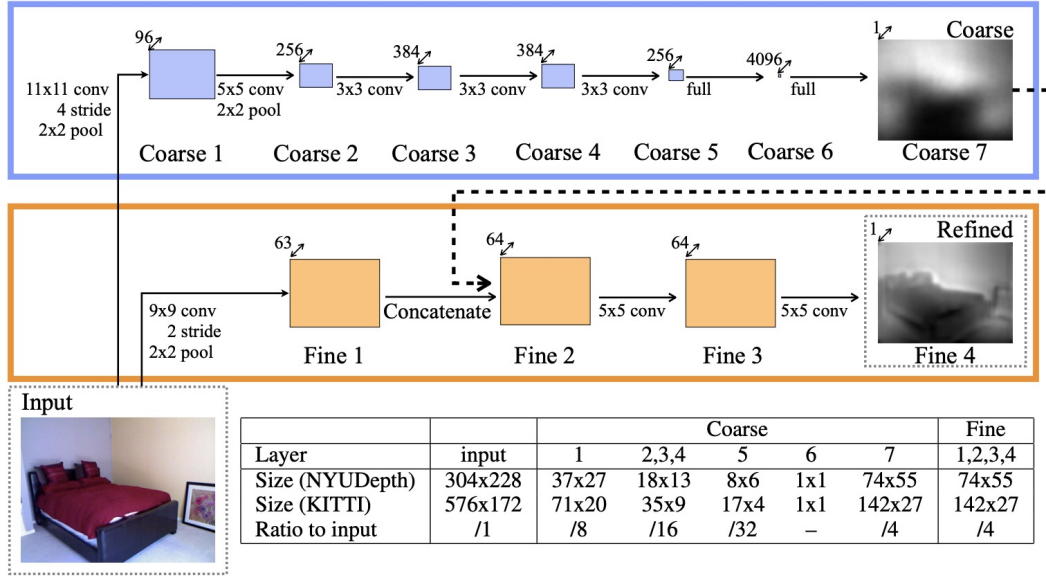 96
256
384
384
256
4096
1
Coarse
11x11 conv
4 stride
2x2 pool
5x5 conv
2x2 pool
3x3 conv
3x3 conv
3x3 conv
full
full
Coarse 1
Coarse 2
Coarse 3
Coarse 4
Coarse 5
Coarse 6
Coarse 7
63
64
64
1
Refined
9x9 conv
2 stride
2x2 pool
Concatenate
5x5 conv
5x5 conv
Fine 1
Fine 2
Fine 3
Fine 4
Input
Coarse Fine
Layer input 1 2,3,4 5 6 7 1,2,3,4
Size (NYUDepth) 304x228 37x27 18x13 8x6 1x1 74x55 74x55
Size (KITTI) 576x172 71x20 35x9 17x4 1x1 142x27 142x27
Ratio to input /1 /8 /16 /32 – /4 /4